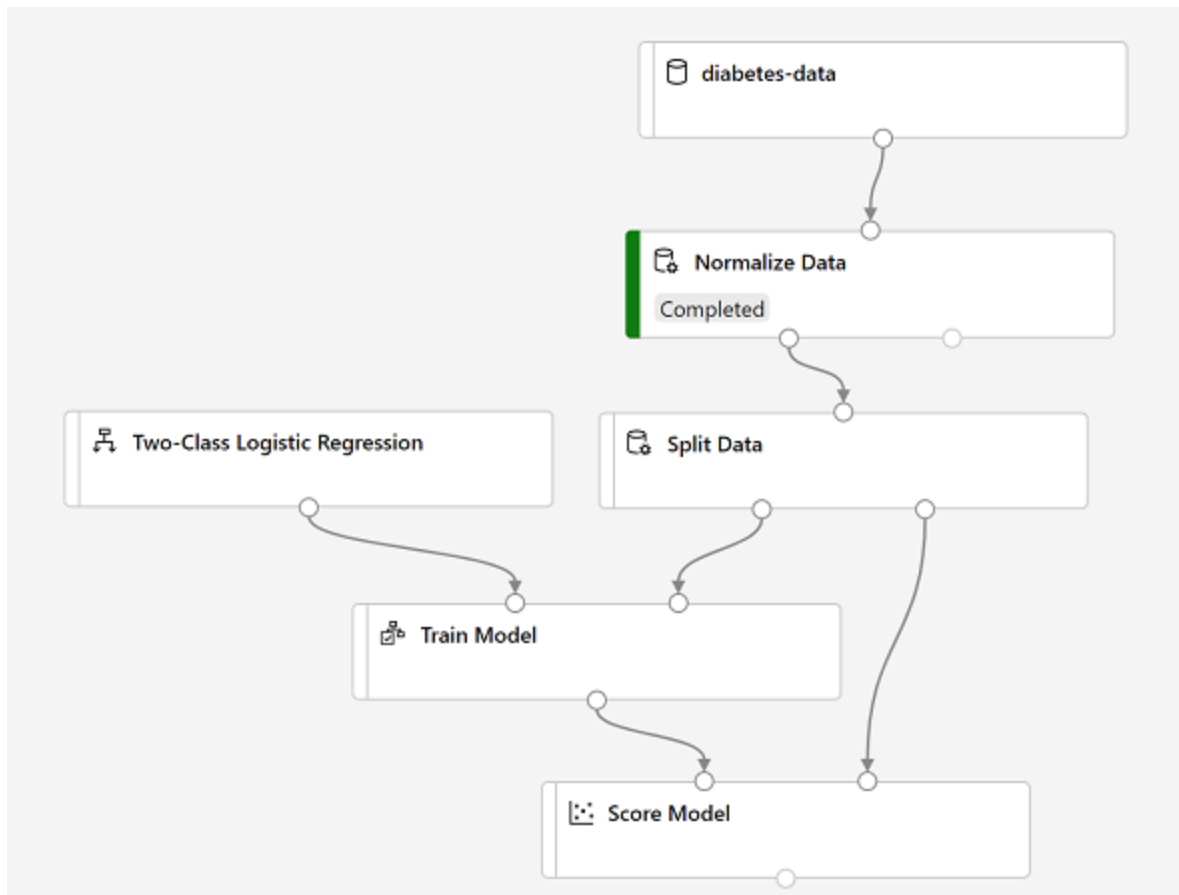 diabetes-data
Normalize Data
Completed
Two-Class Logistic Regression
Split Data
Train Model
Score Model